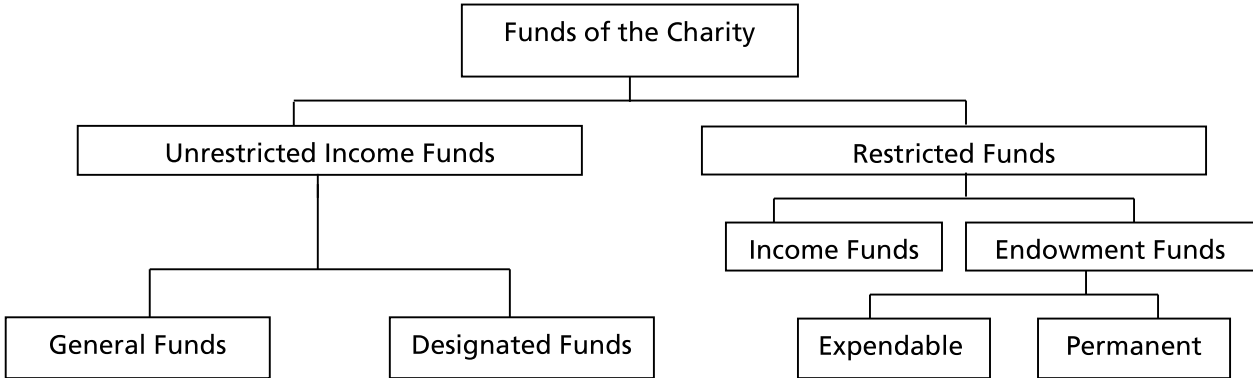 Funds of the Charity
Unrestricted Income Funds
Restricted Funds
Income Funds
Endowment Funds
General Funds
Designated Funds
Expendable
Permanent